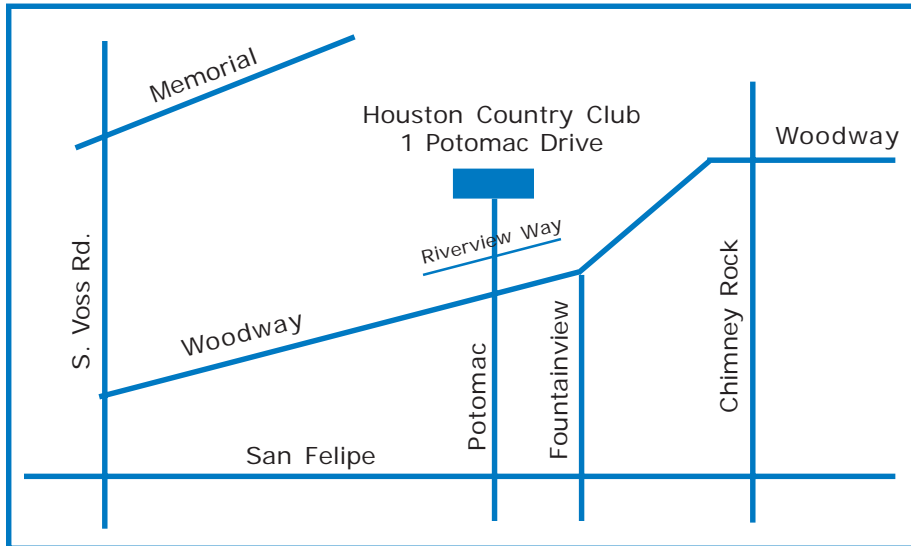 Memorial
Houston Country Club
1 Potomac Drive
Woodway
Riverview Way
S. Voss Rd.
Woodway
Potomac
Fountainview
Chimney Rock
San Felipe